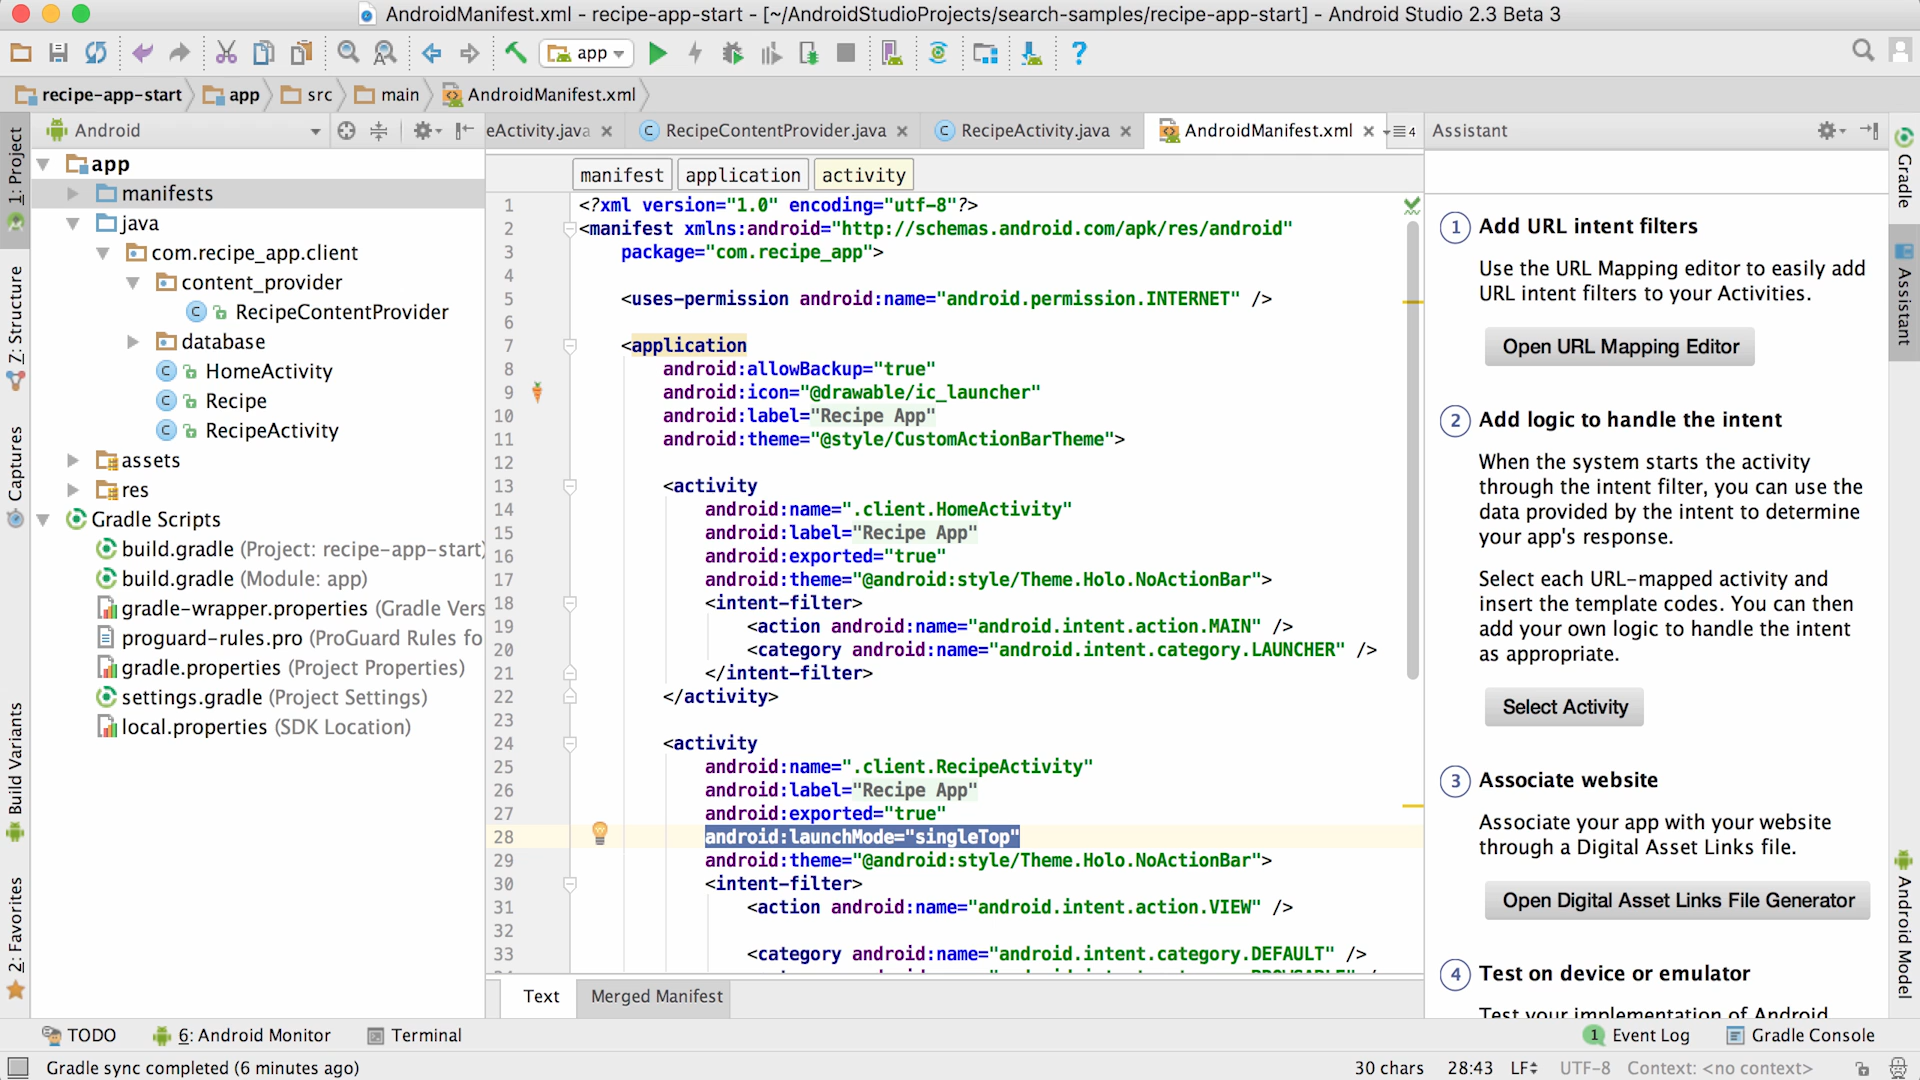 AndroidManifest.xml - recipe-app-start - [~/AndroidStudioProjects/search-samples/recipe-app-start] - Android Studio 2.3 Beta 3
app
recipe-app-start
app
src
main
AndroidManifest.xml
Android
eActivity.java
RecipeContentProvider.java
RecipeActivity.java
AndroidManifest.xml
4
Assistant
1: Project
Z: Structure
Captures
Build Variants
2: Favorites
app
manifests
java
com.recipe_app.client
content_provider
RecipeContentProvider
database
HomeActivity
Recipe
RecipeActivity
assets
res
Gradle Scripts
build.gradle (Project: recipe-app-start)
build.gradle (Module: app)
gradle-wrapper.properties (Gradle Vers
proguard-rules.pro (ProGuard Rules fo
gradle.properties (Project Properties)
settings.gradle (Project Settings)
local.properties (SDK Location)
manifest
application
activity
1 <?xml version="1.0" encoding="utf-8"?>
2 <manifest xmlns:android="http://schemas.android.com/apk/res/android"
3 package="com.recipe_app">
4
5 <uses-permission android:name="android.permission.INTERNET" />
6
7 <application
8 android:allowBackup="true"
9 android:icon="@drawable/ic_launcher"
10 android:label="Recipe App"
11 android:theme="@style/CustomActionBarTheme">
12
13 <activity
14 android:name=".client.HomeActivity"
15 android:label="Recipe App"
16 android:exported="true"
17 android:theme="@android:style/Theme.Holo.NoActionBar">
18 <intent-filter>
19 <action android:name="android.intent.action.MAIN" />
20 <category android:name="android.intent.category.LAUNCHER" />
21 </intent-filter>
22 </activity>
23
24 <activity
25 android:name=".client.RecipeActivity"
26 android:label="Recipe App"
27 android:exported="true"
28 android:launchMode="singleTop"
29 android:theme="@android:style/Theme.Holo.NoActionBar">
30 <intent-filter>
31 <action android:name="android.intent.action.VIEW" />
32
33 <category android:name="android.intent.category.DEFAULT" />
Text
Merged Manifest
1 Add URL intent filters
Use the URL Mapping editor to easily add
URL intent filters to your Activities.
Open URL Mapping Editor
2 Add logic to handle the intent
When the system starts the activity
through the intent filter, you can use the
data provided by the intent to determine
your app's response.
Select each URL-mapped activity and
insert the template codes. You can then
add your own logic to handle the intent
as appropriate.
Select Activity
3 Associate website
Associate your app with your website
through a Digital Asset Links file.
Open Digital Asset Links File Generator
4 Test on device or emulator
Test your implementation of Android
Gradle
Assistant
Android Model
TODO
6: Android Monitor
Terminal
1 Event Log
Gradle Console
Gradle sync completed (6 minutes ago)
30 chars
28:43
LF
UTF-8
Context: <no context>